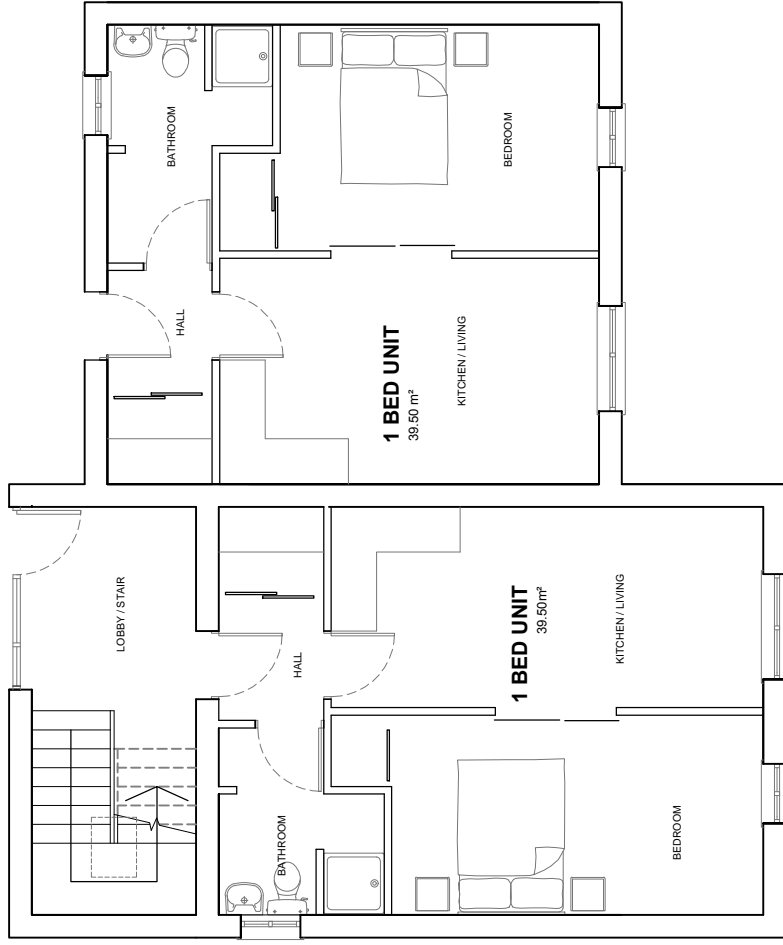 BATHROOM
BEDROOM
HALL
1 BED UNIT
39.50 m²
KITCHEN / LIVING
LOBBY / STAIR
HALL
1 BED UNIT
39.50m²
KITCHEN / LIVING
BATHROOM
BEDROOM